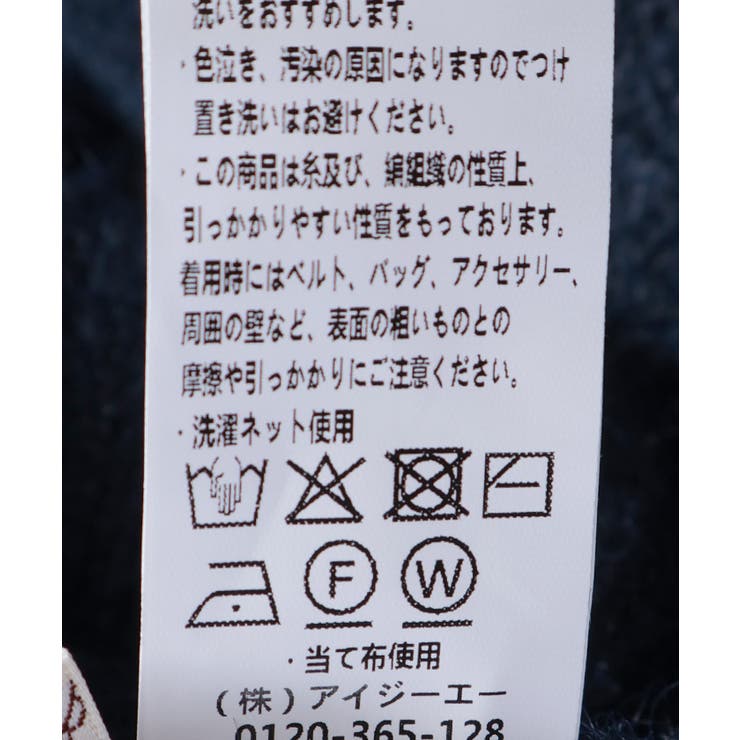 洗いをおすすめします。
・色泣き、汚染の原因になりますのでつけ
置き洗いはお避けください。
・この商品は糸及び、編組織の性質上、
引っかかりやすい性質をもっております。
着用時にはベルト、バッグ、アクセサリー、
周囲の壁など、表面の粗いものとの
摩擦や引っかかりにご注意ください。
・洗濯ネット使用
F W
・当て布使用
(株)アイジーエー
0120-365-128